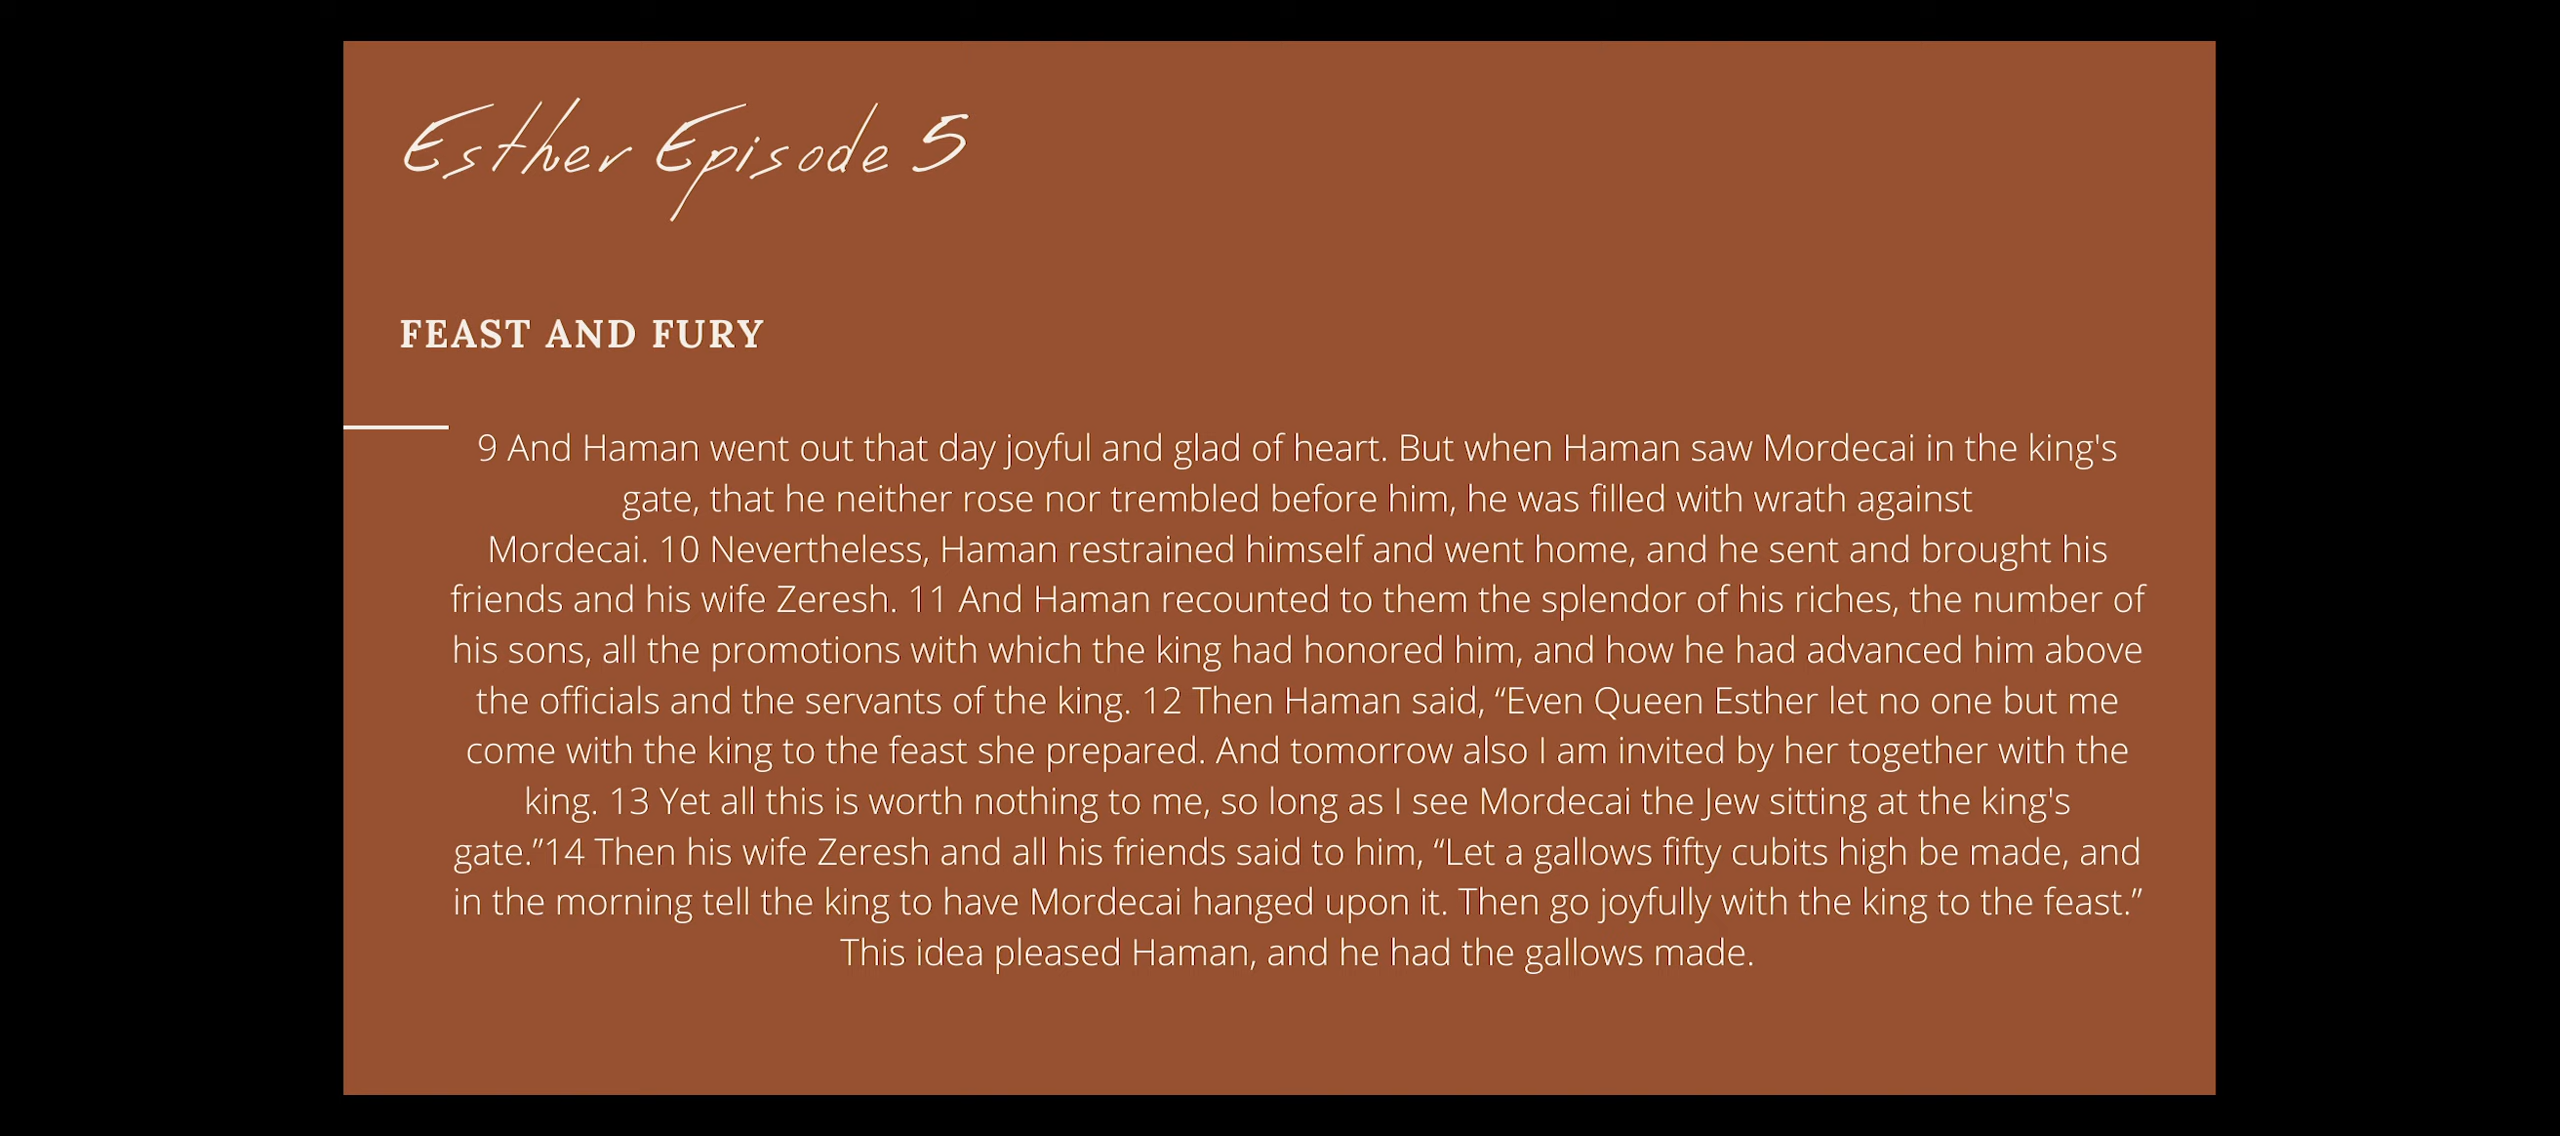 Esther Episode 5
FEAST AND FURY
9 And Haman went out that day joyful and glad of heart. But when Haman saw Mordecai in the king's
gate, that he neither rose nor trembled before him, he was filled with wrath against
Mordecai. 10 Nevertheless, Haman restrained himself and went home, and he sent and brought his
friends and his wife Zeresh. 11 And Haman recounted to them the splendor of his riches, the number of
his sons, all the promotions with which the king had honored him, and how he had advanced him above
the officials and the servants of the king. 12 Then Haman said, “Even Queen Esther let no one but me
come with the king to the feast she prepared. And tomorrow also I am invited by her together with the
king. 13 Yet all this is worth nothing to me, so long as I see Mordecai the Jew sitting at the king's
gate.”14 Then his wife Zeresh and all his friends said to him, “Let a gallows fifty cubits high be made, and
in the morning tell the king to have Mordecai hanged upon it. Then go joyfully with the king to the feast.”
This idea pleased Haman, and he had the gallows made.